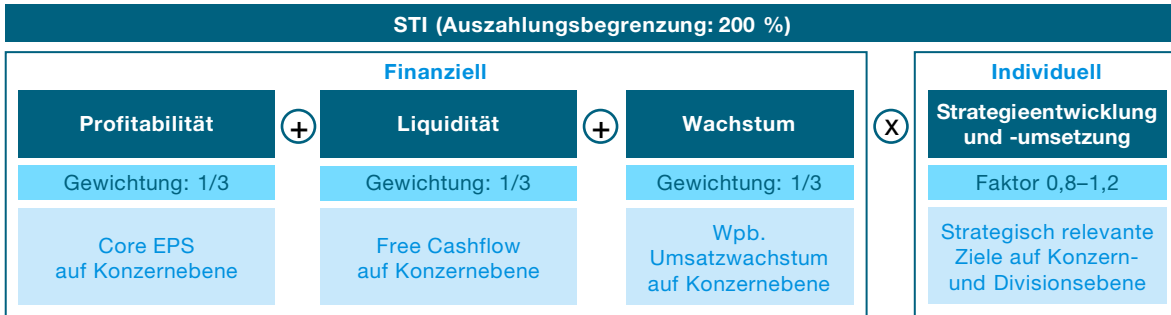 STI (Auszahlungsbegrenzung: 200 %)
Finanziell
Profitabilität
+
Liquidität
+
Wachstum
Gewichtung: 1/3
Gewichtung: 1/3
Gewichtung: 1/3
Core EPS
auf Konzernebene
Free Cashflow
auf Konzernebene
Wpb.
Umsatzwachstum
auf Konzernebene
x
Individuell
Strategieentwicklung
und -umsetzung
Faktor 0,8–1,2
Strategisch relevante
Ziele auf Konzern-
und Divisionsebene